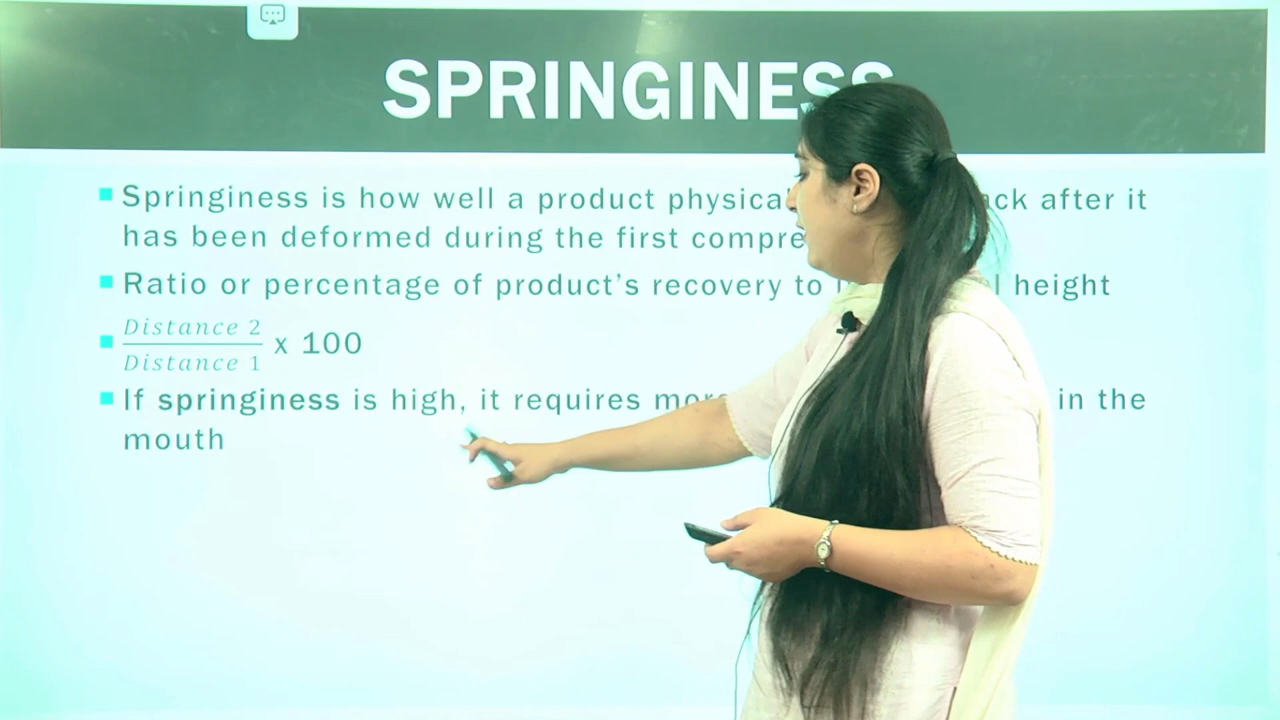 SPRINGINESS
Springiness is how well a product after it
has been deformed during the first
Ratio or percentage of product's recovery to height
Distance 2
Distance 1 x 100
If springiness is high, it requires in the
mouth